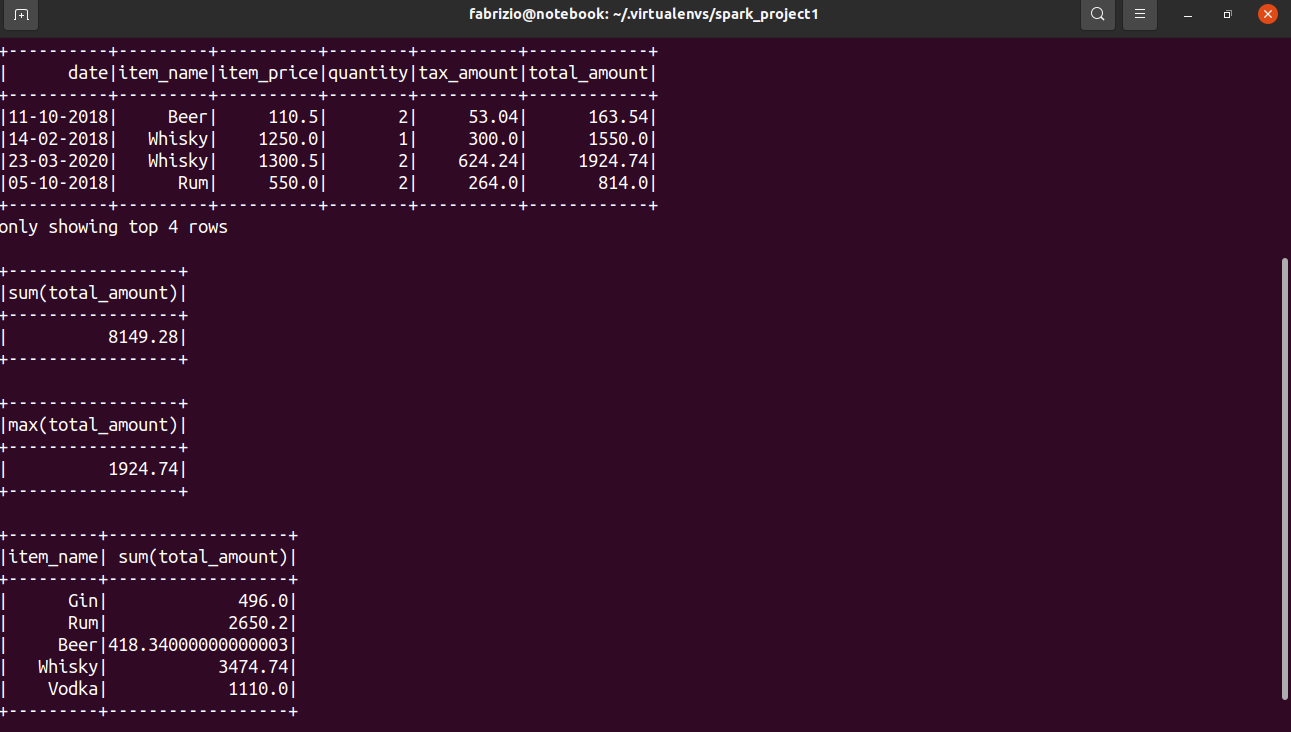 fabrizio@notebook: ~/.virtualenvs/spark_project1
+----------+---------+----------+--------+----------+------------+
|      date|item_name|item_price|quantity|tax_amount|total_amount|
+----------+---------+----------+--------+----------+------------+
|11-10-2018|     Beer|     110.5|       2|     53.04|      163.54|
|14-02-2018|   Whisky|    1250.0|       1|     300.0|      1550.0|
|23-03-2020|   Whisky|    1300.5|       2|    624.24|     1924.74|
|05-10-2018|      Rum|     550.0|       2|     264.0|       814.0|
+----------+---------+----------+--------+----------+------------+
only showing top 4 rows
+-----------------+
|sum(total_amount)|
+-----------------+
|          8149.28|
+-----------------+
+-----------------+
|max(total_amount)|
+-----------------+
|          1924.74|
+-----------------+
+---------+------------------+
|item_name| sum(total_amount)|
+---------+------------------+
|      Gin|             496.0|
|      Rum|            2650.2|
|     Beer|418.34000000000003|
|   Whisky|           3474.74|
|    Vodka|            1110.0|
+---------+------------------+